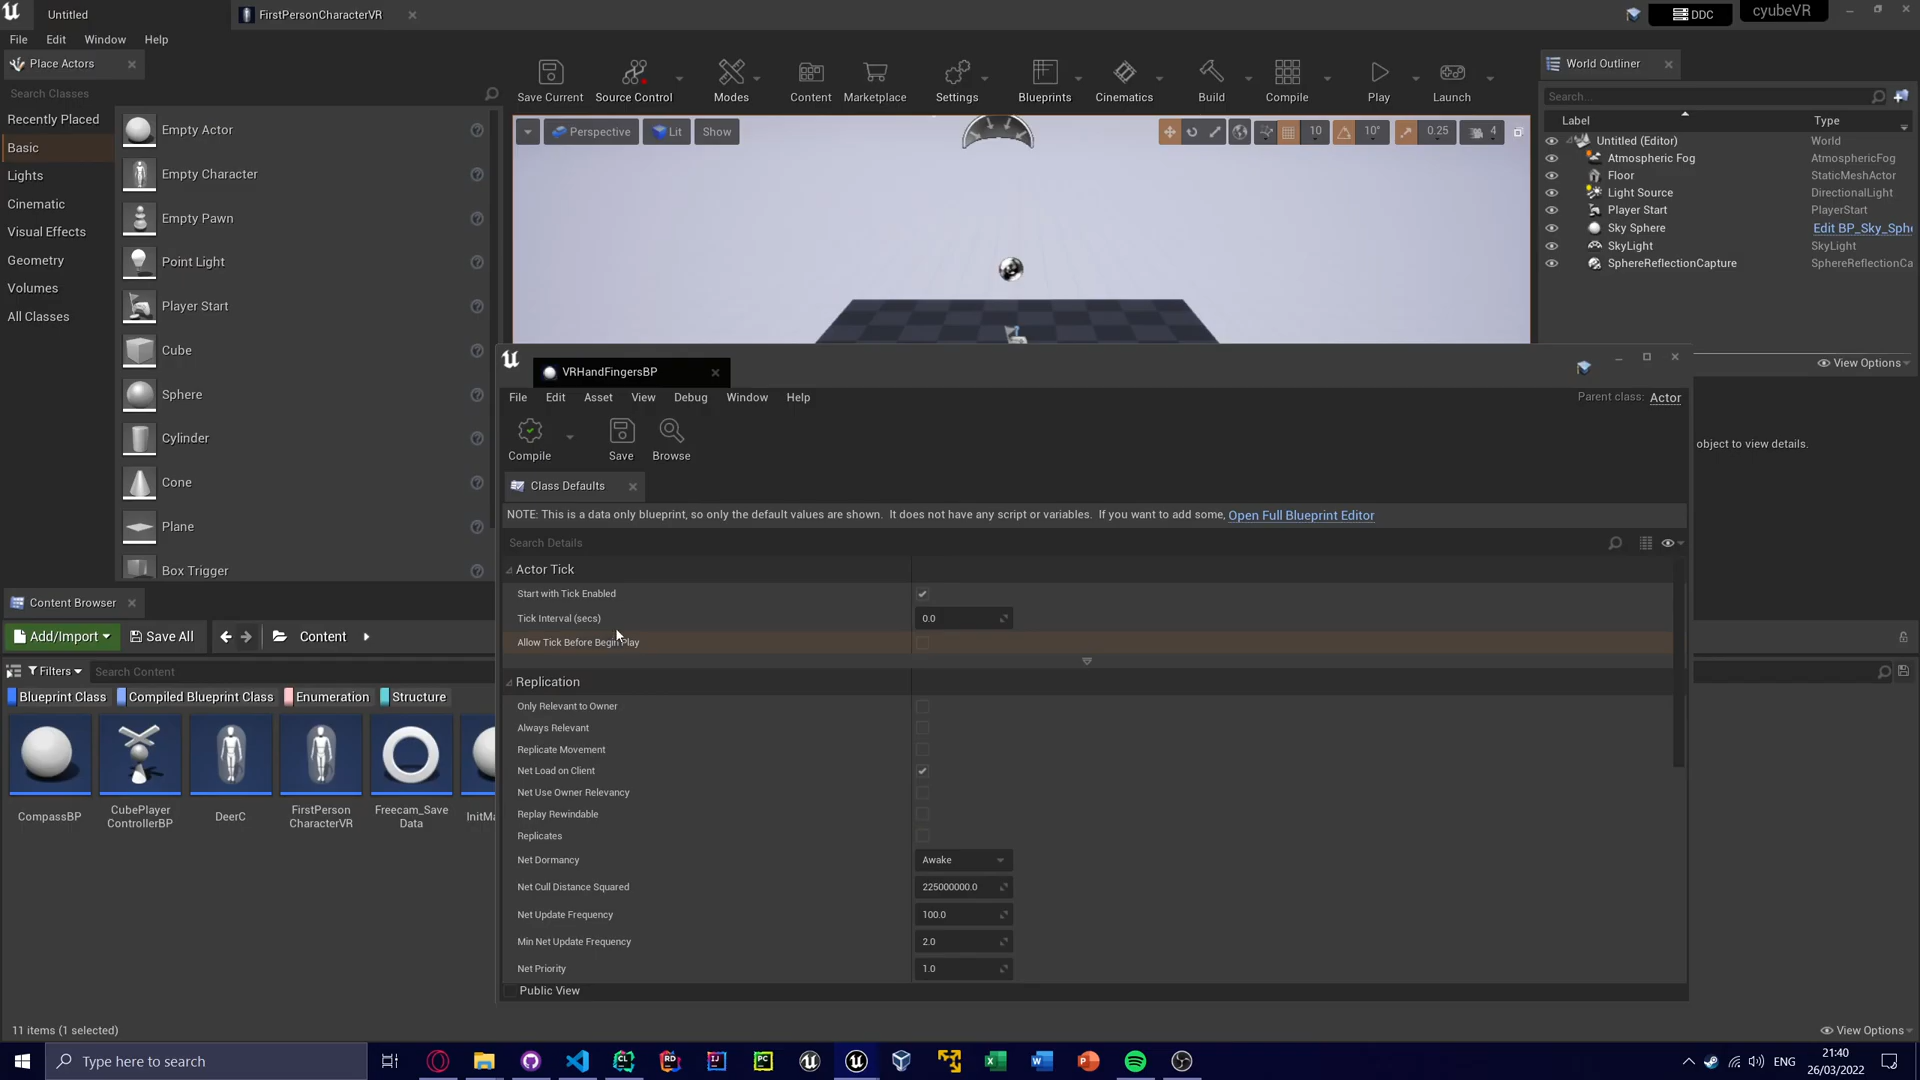 Untitled
FirstPersonCharacterVR
DDC
cyubeVR
File Edit Window Help
Place Actors
Search Classes
Recently Placed
Basic
Lights
Cinematic
Visual Effects
Geometry
Volumes
All Classes
Empty Actor
Empty Character
Empty Pawn
Point Light
Player Start
Cube
Sphere
Cylinder
Cone
Plane
Box Trigger
Save Current
Source Control
Modes
Content
Marketplace
Settings
Blueprints
Cinematics
Build
Compile
Play
Launch
Perspective
Lit
Show
10
10°
0.25
4
World Outliner
Search...
Label Type
Untitled (Editor) World
Atmospheric Fog AtmosphericFog
Floor StaticMeshActor
Light Source DirectionalLight
Player Start PlayerStart
Sky Sphere Edit BP_Sky_Sphe
SkyLight SkyLight
SphereReflectionCapture SphereReflectionCa
View Options
object to view details.
VRHandFingersBP
File Edit Asset View Debug Window Help
Parent class: Actor
Compile
Save
Browse
Class Defaults
NOTE: This is a data only blueprint, so only the default values are shown. It does not have any script or variables. If you want to add some, Open Full Blueprint Editor
Search Details
Actor Tick
Start with Tick Enabled
Tick Interval (secs) 0.0
Allow Tick Before Begin Play
Replication
Only Relevant to Owner
Always Relevant
Replicate Movement
Net Load on Client
Net Use Owner Relevancy
Replay Rewindable
Replicates
Net Dormancy Awake
Net Cull Distance Squared 225000000.0
Net Update Frequency 100.0
Min Net Update Frequency 2.0
Net Priority 1.0
Public View
Content Browser
Add/Import
Save All
Content
Filters
Search Content
Blueprint Class
Compiled Blueprint Class
Enumeration
Structure
CompassBP
CubePlayer
ControllerBP
DeerC
FirstPerson
CharacterVR
Freecam_Save
Data
InitMa
11 items (1 selected)
View Options
Type here to search
ENG
21:40
26/03/2022